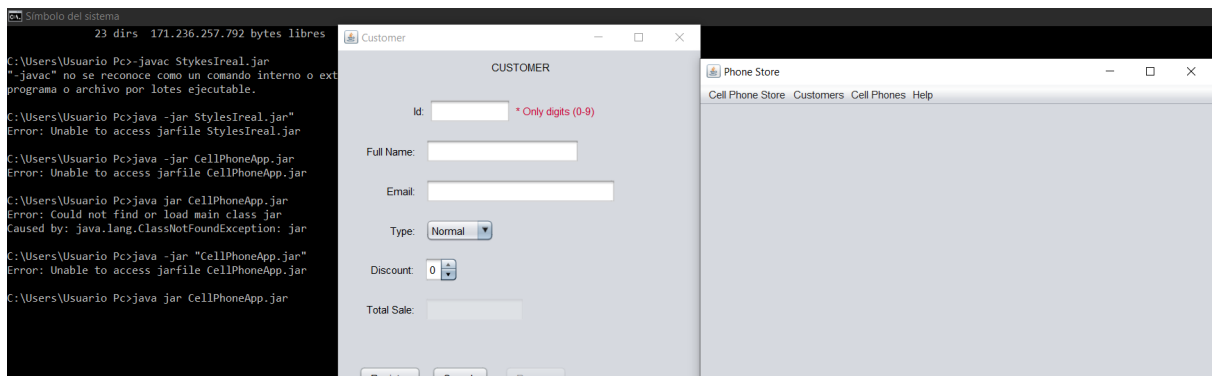 Símbolo del sistema
23 dirs 171.236.257.792 bytes libres
C:\Users\Usuario Pc>-javac StykesIreal.jar
"-javac" no se reconoce como un comando interno o ext
programa o archivo por lotes ejecutable.
C:\Users\Usuario Pc>java -jar StylesIreal.jar"
Error: Unable to access jarfile StylesIreal.jar
C:\Users\Usuario Pc>java -jar CellPhoneApp.jar
Error: Unable to access jarfile CellPhoneApp.jar
C:\Users\Usuario Pc>java jar CellPhoneApp.jar
Error: Could not find or load main class jar
Caused by: java.lang.ClassNotFoundException: jar
C:\Users\Usuario Pc>java -jar "CellPhoneApp.jar"
Error: Unable to access jarfile CellPhoneApp.jar
C:\Users\Usuario Pc>java jar CellPhoneApp.jar
Customer
CUSTOMER
Id: * Only digits (0-9)
Full Name:
Email:
Type: Normal
Discount: 0
Total Sale:
Phone Store
Cell Phone Store Customers Cell Phones Help